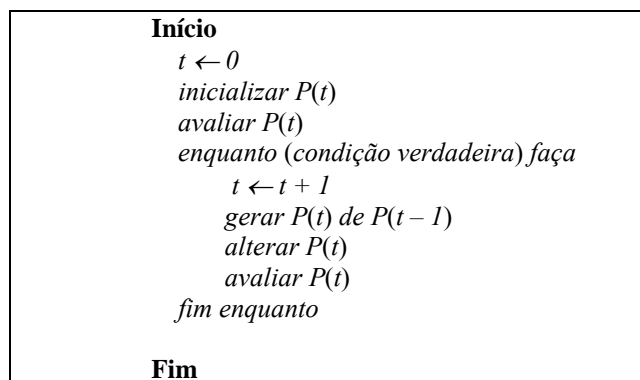 Início
t ← 0
inicializar P(t)
avaliar P(t)
enquanto (condição verdadeira) faça
t ← t + 1
gerar P(t) de P(t – 1)
alterar P(t)
avaliar P(t)
fim enquanto
Fim